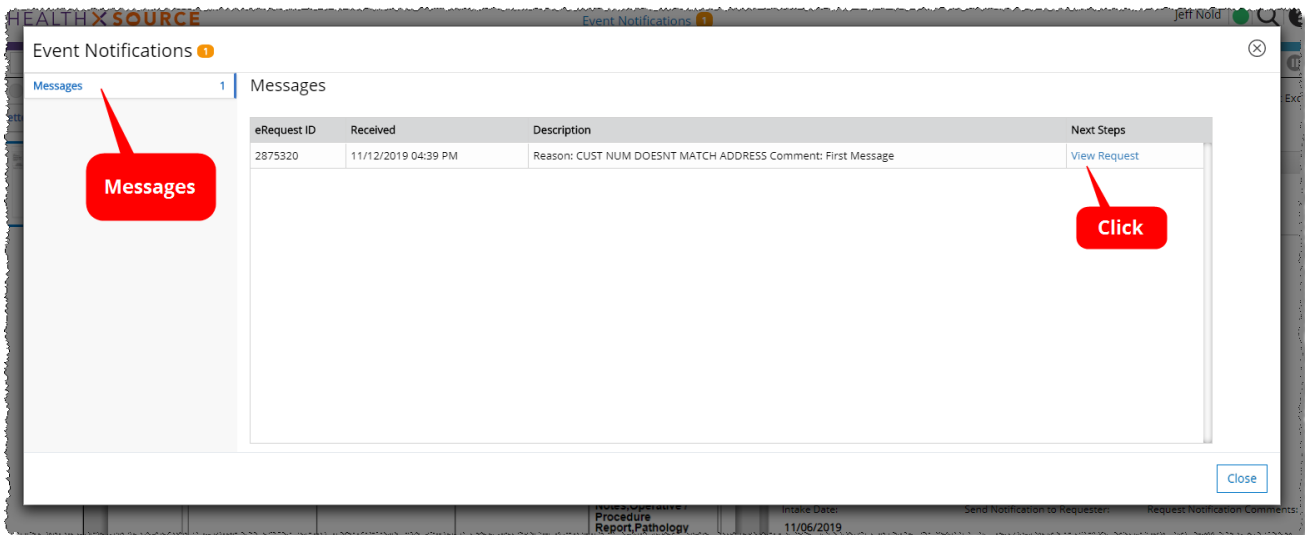 HEALTH X SOURCE
Event Notifications 1
Jeff Nold
Event Notifications 1
Messages 1
Messages
eRequest ID Received Description Next Steps
2875320 11/12/2019 04:39 PM Reason: CUST NUM DOESNT MATCH ADDRESS Comment: First Message View Request
Messages
Click
Close
Notes,Operative /
Procedure
Report,Pathology
Intake Date:
11/06/2019
Send Notification to Requester:
Request Notification Comments: